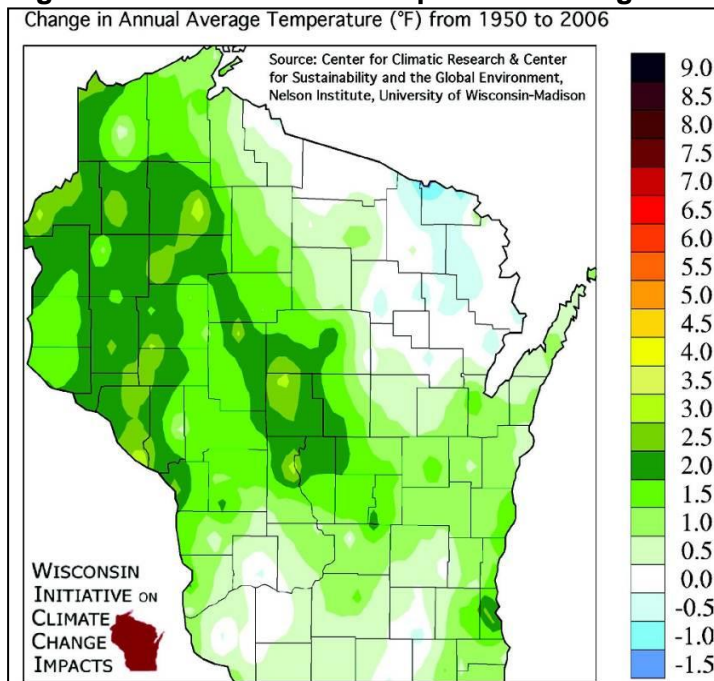 Change in Annual Average Temperature (°F) from 1950 to 2006
Source: Center for Climatic Research & Center
for Sustainability and the Global Environment,
Nelson Institute, University of Wisconsin-Madison
9.0
8.5
8.0
7.5
7.0
6.5
6.0
5.5
5.0
4.5
4.0
3.5
3.0
2.5
2.0
1.5
1.0
0.5
0.0
-0.5
-1.0
-1.5
WISCONSIN
INITIATIVE ON
CLIMATE
CHANGE
IMPACTS